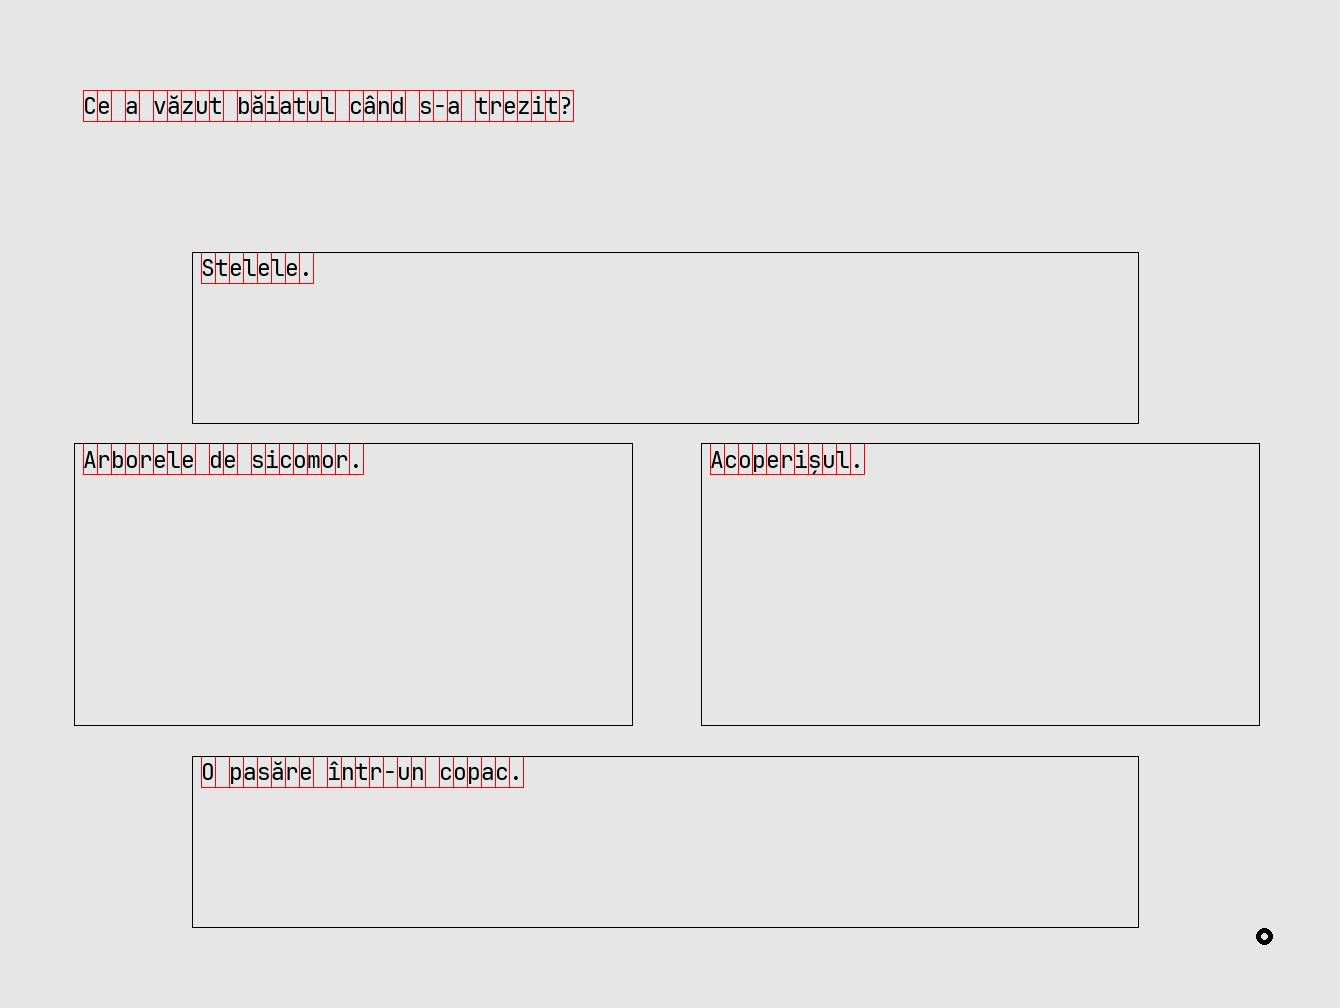 Ce a văzut băiatul când s-a trezit?
Stelele.
Arborele de sicomor.
Acoperișul.
O pasăre într-un copac.